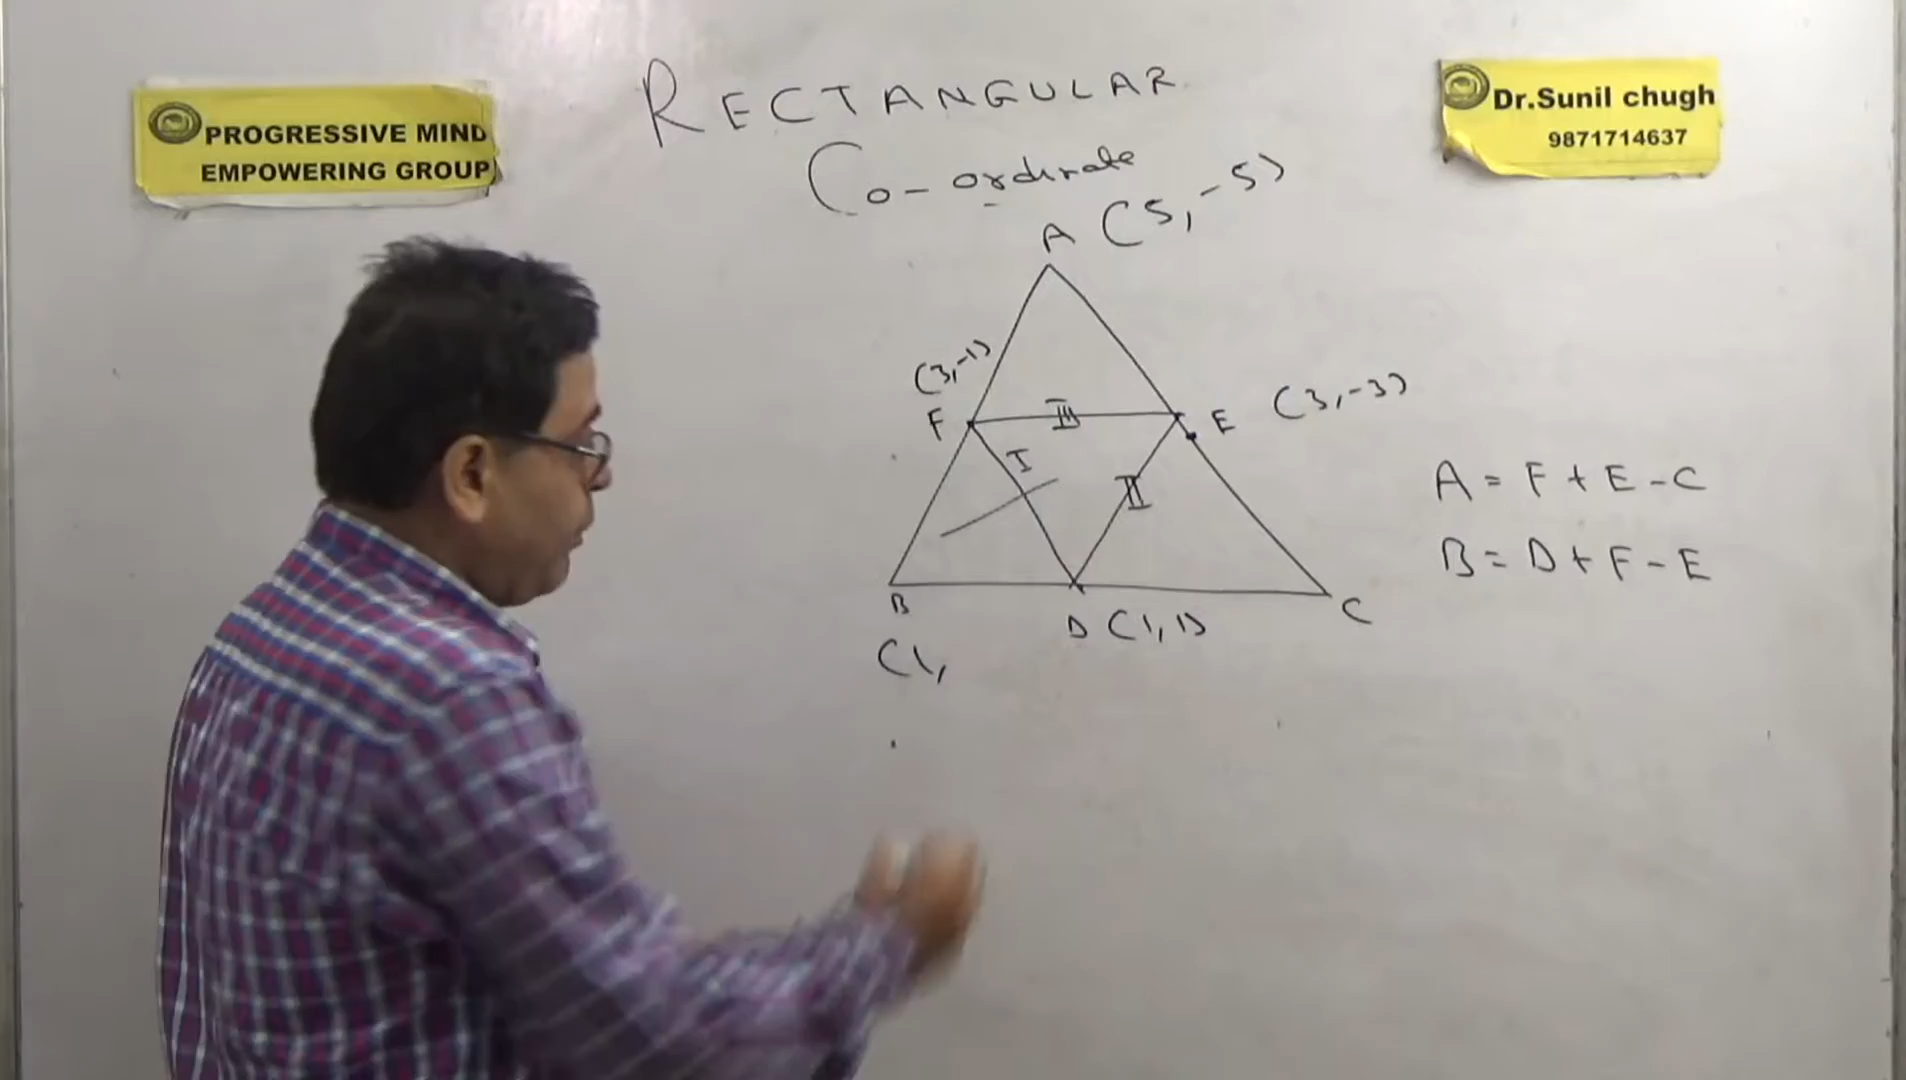 PROGRESSIVE MIND
EMPOWERING GROUP
Dr.Sunil chugh
9871714637
RECTANGULAR
Co-ordinate
A (5,-5)
(3,-1)
F
III
E (3,-3)
I
II
B
D (1,1)
C
(1,
A = F + E - C
B = D + F - E